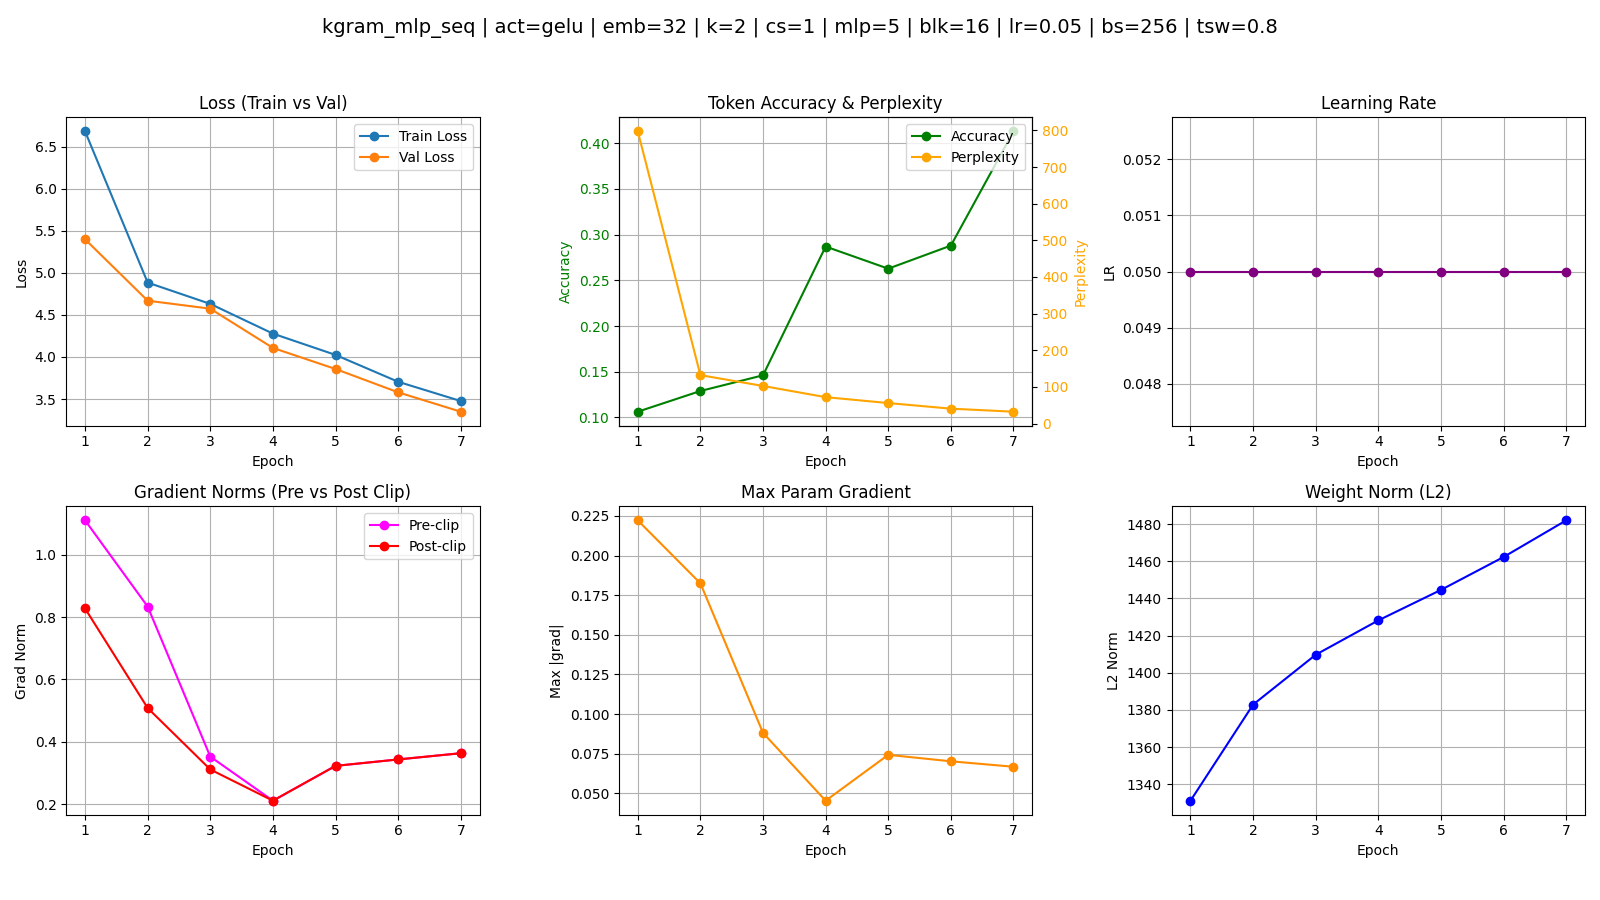 kgram_mlp_seq | act=gelu | emb=32 | k=2 | cs=1 | mlp=5 | blk=16 | lr=0.05 | bs=256 | tsw=0.8
Loss (Train vs Val)
Train Loss
Val Loss
6.5
6.0
5.5
5.0
4.5
4.0
3.5
Loss
1 2 3 4 5 6 7
Epoch
Token Accuracy & Perplexity
Accuracy
Perplexity
0.40
0.35
0.30
0.25
0.20
0.15
0.10
Accuracy
800
700
600
500
400
300
200
100
0
Perplexity
1 2 3 4 5 6 7
Epoch
Learning Rate
0.052
0.051
0.050
0.049
0.048
LR
1 2 3 4 5 6 7
Epoch
Gradient Norms (Pre vs Post Clip)
Pre-clip
Post-clip
1.0
0.8
0.6
0.4
0.2
Grad Norm
1 2 3 4 5 6 7
Epoch
Max Param Gradient
0.225
0.200
0.175
0.150
0.125
0.100
0.075
0.050
Max |grad|
1 2 3 4 5 6 7
Epoch
Weight Norm (L2)
1480
1460
1440
1420
1400
1380
1360
1340
L2 Norm
1 2 3 4 5 6 7
Epoch